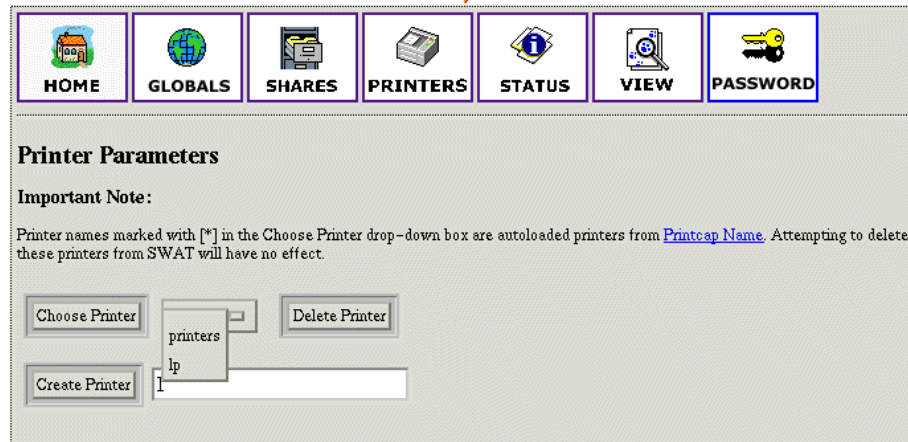 HOME GLOBALS SHARES PRINTERS STATUS VIEW PASSWORD
Printer Parameters
Important Note:
Printer names marked with [*] in the Choose Printer drop-down box are autoloaded printers from Printcap Name. Attempting to delete
these printers from SWAT will have no effect.
Choose Printer Delete Printer
printers
lp
Create Printer l